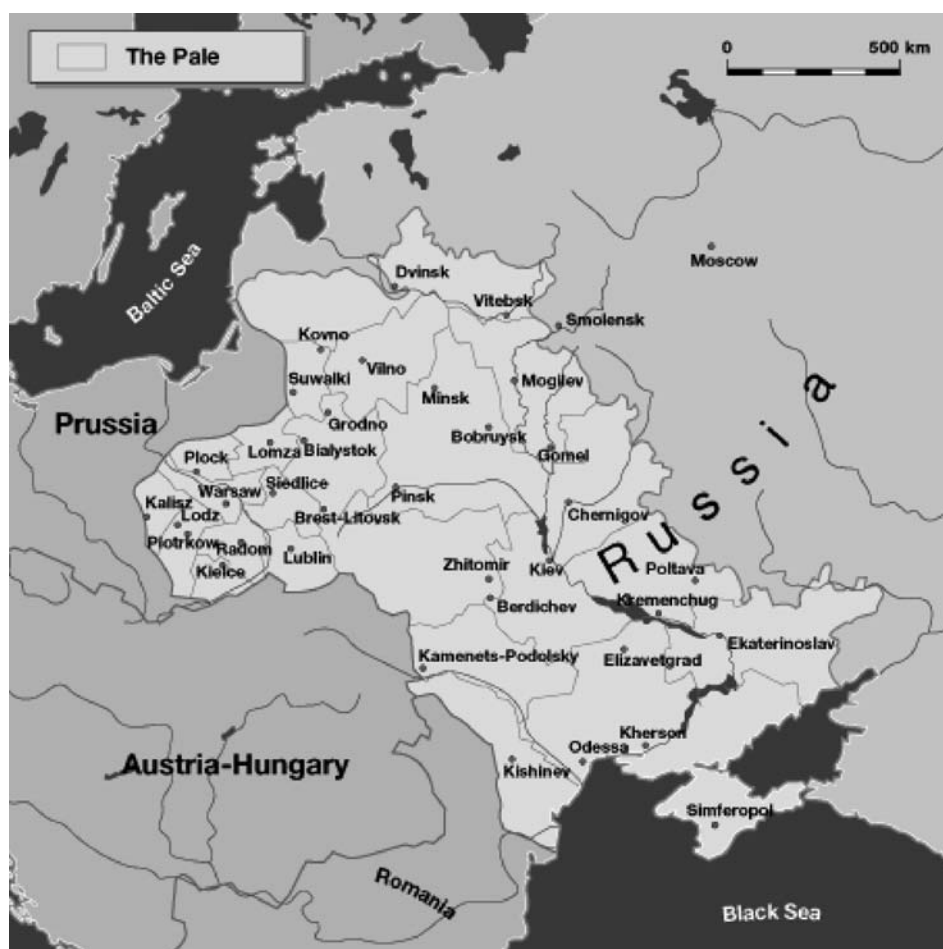 The Pale
0 500 km
Moscow
Baltic Sea
Dvinsk
Vitebsk
Smolensk
Kovno
Vilno
Suwalki
Minsk
Mogilev
Prussia
Grodno
Bobruysk
Gomel
Lomza
Bialystok
Plock
Siedlice
Warsaw
Pinsk
Kalisz
Lodz
Brest-Litovsk
Chernigov
Russia
Piotrkow
Radom
Lublin
Kielce
Zhitomir
Kiev
Poltava
Berdichev
Kremenchug
Ekaterinoslav
Kamenets-Podolsky
Elizavetgrad
Kherson
Odessa
Austria-Hungary
Kishinev
Simferopol
Romania
Black Sea